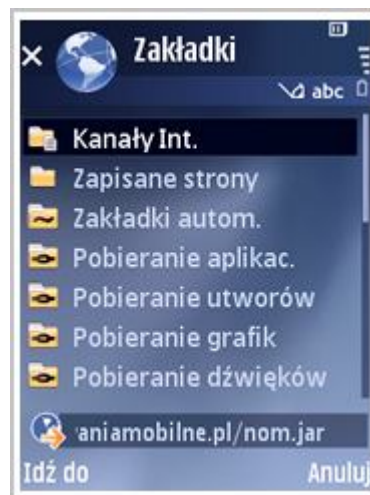 Zakładki
abc
Kanały Int.
Zapisane strony
Zakładki autom.
Pobieranie aplikac.
Pobieranie utworów
Pobieranie grafik
Pobieranie dźwięków
aniamobilne.pl/nom.jar
Idź do Anuluj